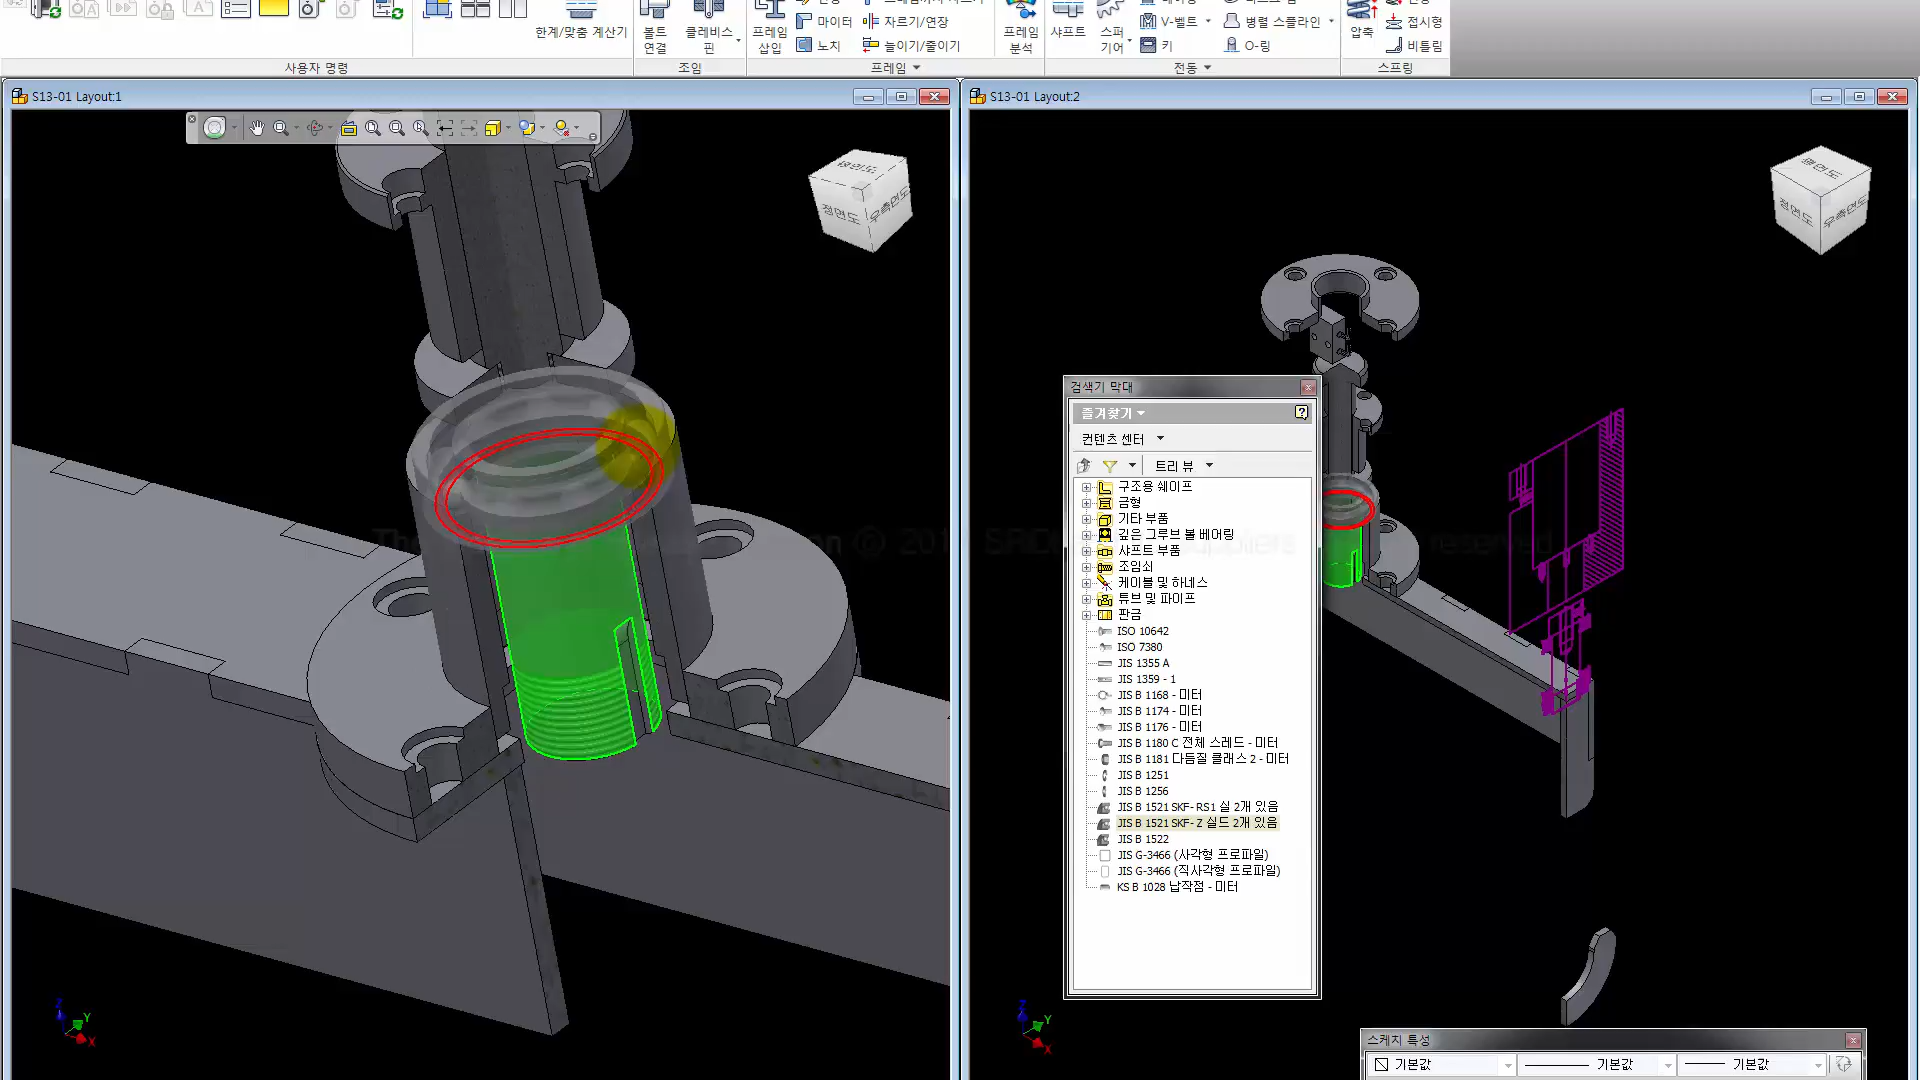 한계/맞춤 계산기
볼트
연결
클레비스
핀
프레임
삽입
마이터
노치
자르기/연장
늘이기/줄이기
프레임
분석
샤프트
스퍼
기어
V-벨트
키
병렬 스플라인
O-링
압축
접시형
비틀림
사용자 명령
조임
프레임
전동
스프링
S13-01 Layout:1
S13-01 Layout:2
평면도
정면도
우측면도
평면도
정면도
우측면도
검색기 막대
즐겨찾기
컨텐츠 센터
트리 뷰
구조용 쉐이프
금형
기타 부품
깊은 그루브 볼 베어링
샤프트 부품
조임쇠
케이블 및 하네스
튜브 및 파이프
판금
ISO 10642
ISO 7380
JIS 1355 A
JIS 1359 - 1
JIS B 1168 - 미터
JIS B 1174 - 미터
JIS B 1176 - 미터
JIS B 1180 C 전체 스레드 - 미터
JIS B 1181 다듬질 클래스 2 - 미터
JIS B 1251
JIS B 1256
JIS B 1521 SKF- RS1 실 2개 있음
JIS B 1521 SKF- Z 실드 2개 있음
JIS B 1522
JIS G-3466 (사각형 프로파일)
JIS G-3466 (직사각형 프로파일)
KS B 1028 납작점 - 미터
Z
Y
X
Z
Y
X
스케치 특성
기본값
기본값
기본값